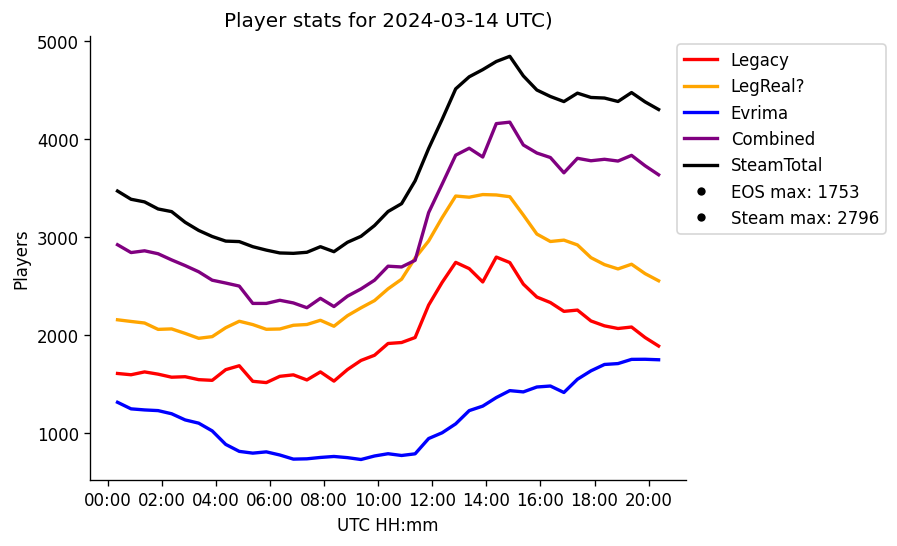 Player stats for 2024-03-14 UTC)
5000
4000
3000
2000
1000
Players
00:00 02:00 04:00 06:00 08:00 10:00 12:00 14:00 16:00 18:00 20:00
UTC HH:mm
Legacy
LegReal?
Evrima
Combined
SteamTotal
EOS max: 1753
Steam max: 2796